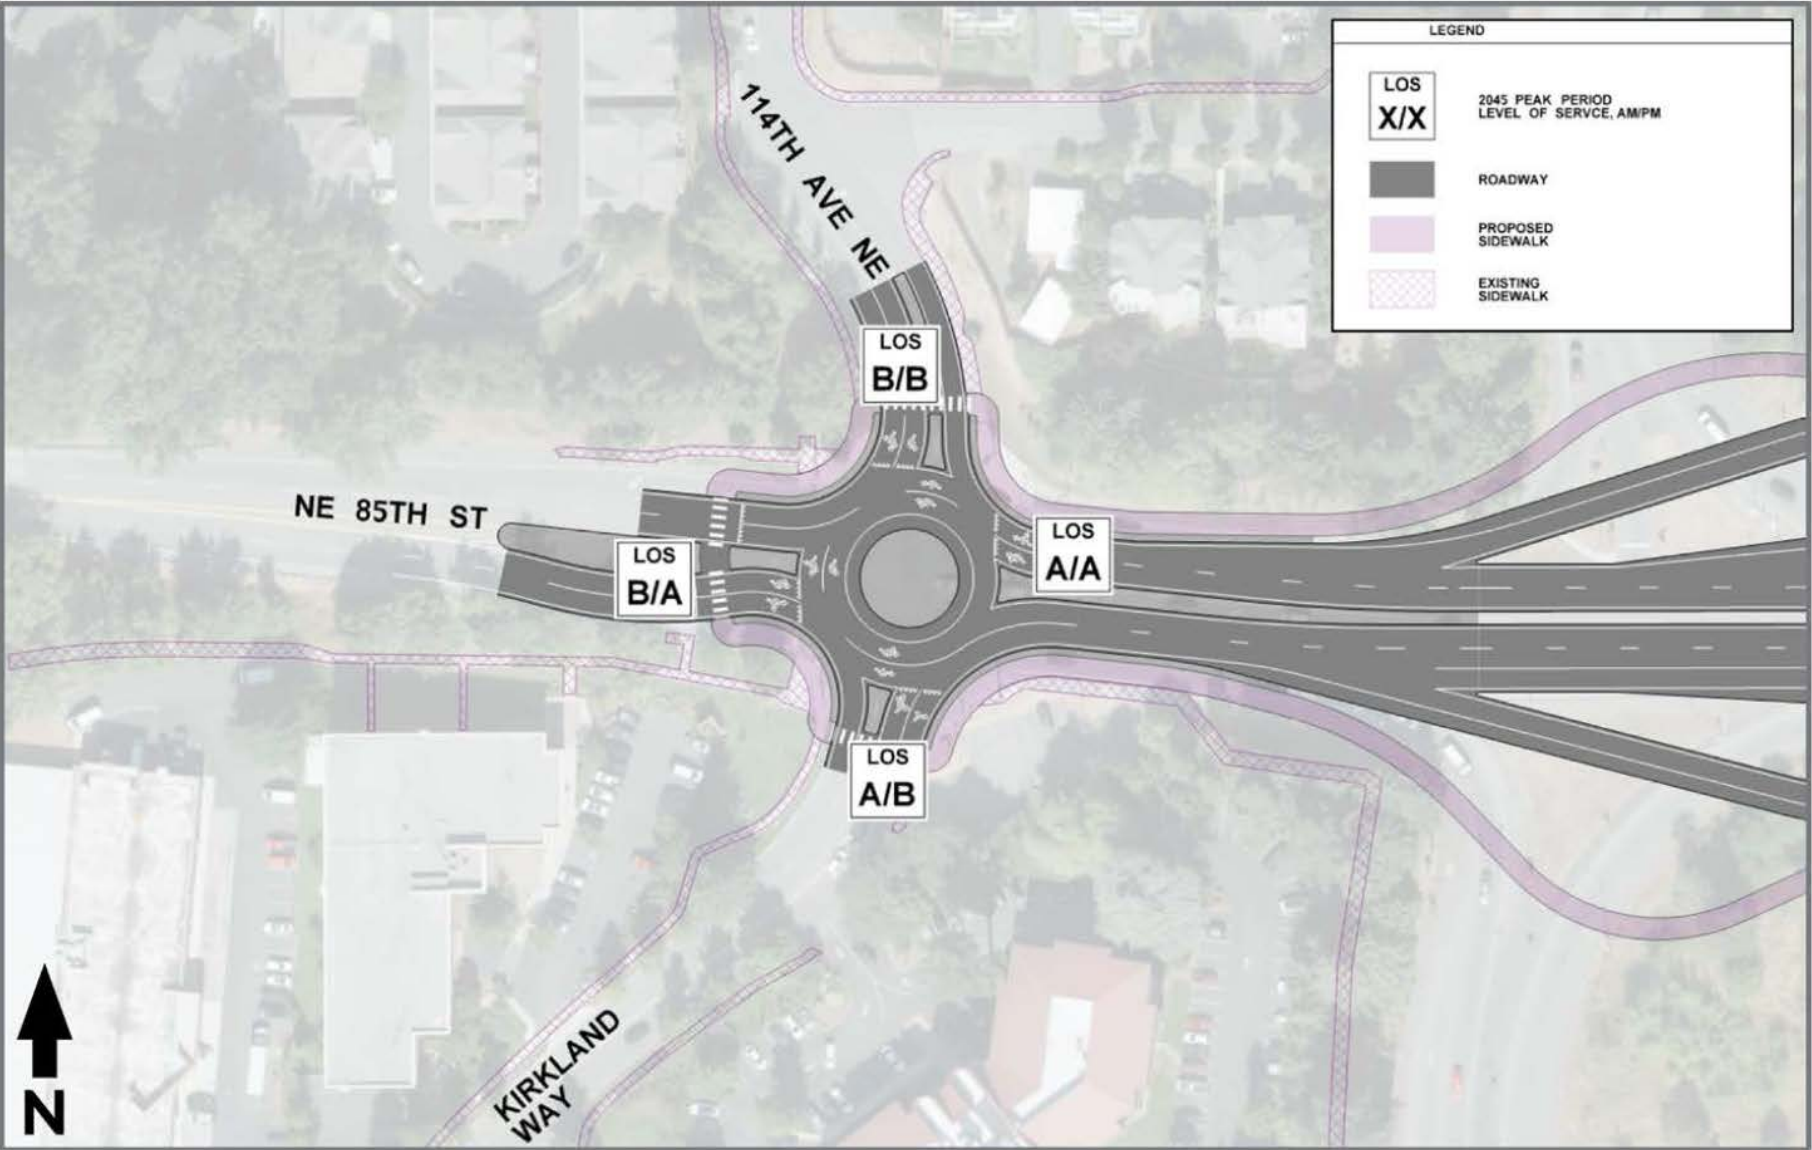 LEGEND
LOS
X/X
2045 PEAK PERIOD
LEVEL OF SERVCE, AM/PM
ROADWAY
PROPOSED
SIDEWALK
EXISTING
SIDEWALK
114TH AVE NE
LOS
B/B
NE 85TH ST
LOS
B/A
LOS
A/A
LOS
A/B
KIRKLAND
WAY
N